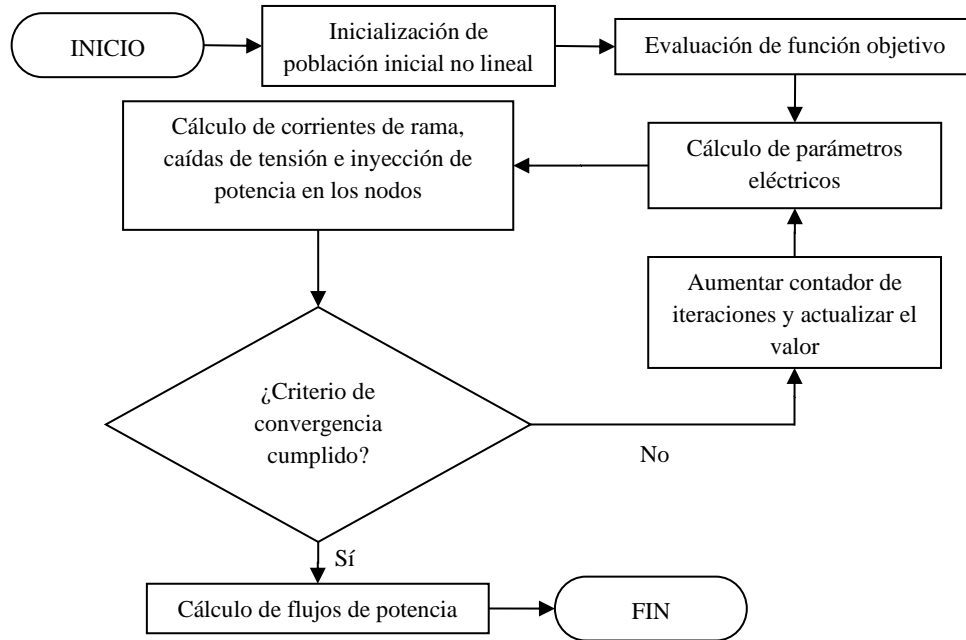 INICIO
Inicialización de
población inicial no lineal
Evaluación de función objetivo
Cálculo de corrientes de rama,
caídas de tensión e inyección de
potencia en los nodos
Cálculo de parámetros
eléctricos
Aumentar contador de
iteraciones y actualizar el
valor
¿Criterio de
convergencia
cumplido?
No
Sí
Cálculo de flujos de potencia
FIN